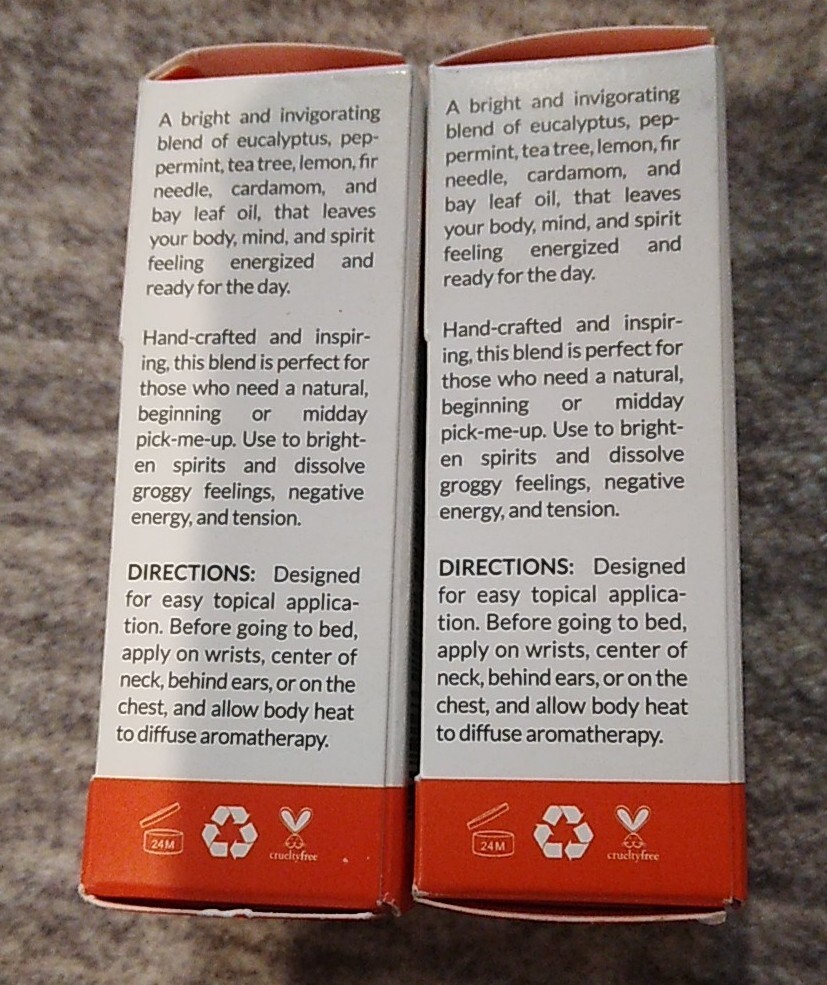 A bright and invigorating
blend of eucalyptus, pep-
permint, tea tree, lemon, fir
needle, cardamom, and
bay leaf oil, that leaves
your body, mind, and spirit
feeling energized and
ready for the day.
Hand-crafted and inspir-
ing, this blend is perfect for
those who need a natural,
beginning or midday
pick-me-up. Use to bright-
en spirits and dissolve
groggy feelings, negative
energy, and tension.
DIRECTIONS: Designed
for easy topical applica-
tion. Before going to bed,
apply on wrists, center of
neck, behind ears, or on the
chest, and allow body heat
to diffuse aromatherapy.
24M
crueltyfree
A bright and invigorating
blend of eucalyptus, pep-
permint, tea tree, lemon, fir
needle, cardamom, and
bay leaf oil, that leaves
your body, mind, and spirit
feeling energized and
ready for the day.
Hand-crafted and inspir-
ing, this blend is perfect for
those who need a natural,
beginning or midday
pick-me-up. Use to bright-
en spirits and dissolve
groggy feelings, negative
energy, and tension.
DIRECTIONS: Designed
for easy topical applica-
tion. Before going to bed,
apply on wrists, center of
neck, behind ears, or on the
chest, and allow body heat
to diffuse aromatherapy.
24M
crueltyfree